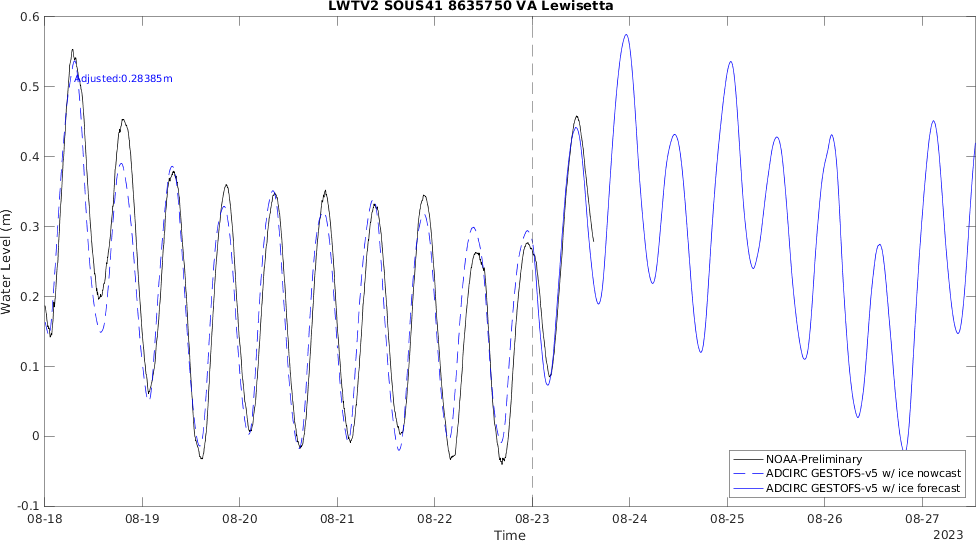 LWTV2 SOUS41 8635750 VA Lewisetta
0.6
0.5
0.4
0.3
0.2
0.1
0
-0.1
Water Level (m)
Adjusted:0.28385m
NOAA-Preliminary
ADCIRC GESTOFS-v5 w/ ice nowcast
ADCIRC GESTOFS-v5 w/ ice forecast
08-18 08-19 08-20 08-21 08-22 08-23 08-24 08-25 08-26 08-27
Time
2023